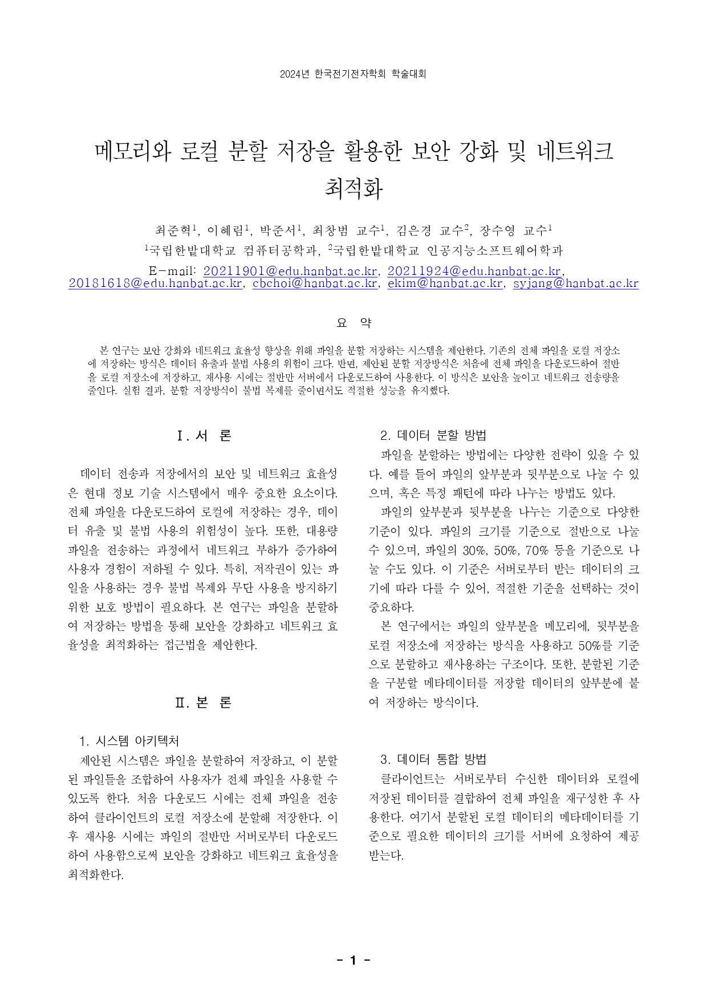 2024년 한국전기전자학회 학술대회
메모리와 로컬 분할 저장을 활용한 보안 강화 및 네트워크
최적화
최준혁¹, 이혜림¹, 박준서¹, 최창범 교수¹, 김은경 교수², 장수영 교수¹
¹국립한밭대학교 컴퓨터공학과, ²국립한밭대학교 인공지능소프트웨어학과
E-mail: 20211901@edu.hanbat.ac.kr, 20211924@edu.hanbat.ac.kr,
20181618@edu.hanbat.ac.kr, cbchoi@hanbat.ac.kr, ekim@hanbat.ac.kr, syjang@hanbat.ac.kr
요 약
본 연구는 보안 강화와 네트워크 효율성 향상을 위해 파일을 분할 저장하는 시스템을 제안한다. 기존의 전체 파일을 로컬 저장소
에 저장하는 방식은 데이터 유출과 불법 사용의 위험이 크다. 반면, 제안된 분할 저장방식은 처음에 전체 파일을 다운로드하여 절반
을 로컬 저장소에 저장하고, 재사용 시에는 절반만 서버에서 다운로드하여 사용한다. 이 방식은 보안을 높이고 네트워크 전송량을
줄인다. 실험 결과, 분할 저장방식이 불법 복제를 줄이면서도 적절한 성능을 유지했다.
Ⅰ. 서 론
데이터 전송과 저장에서의 보안 및 네트워크 효율성
은 현대 정보 기술 시스템에서 매우 중요한 요소이다.
전체 파일을 다운로드하여 로컬에 저장하는 경우, 데이
터 유출 및 불법 사용의 위험성이 높다. 또한, 대용량
파일을 전송하는 과정에서 네트워크 부하가 증가하여
사용자 경험이 저하될 수 있다. 특히, 저작권이 있는 파
일을 사용하는 경우 불법 복제와 무단 사용을 방지하기
위한 보호 방법이 필요하다. 본 연구는 파일을 분할하
여 저장하는 방법을 통해 보안을 강화하고 네트워크 효
율성을 최적화하는 접근법을 제안한다.
Ⅱ. 본 론
1. 시스템 아키텍처
제안된 시스템은 파일을 분할하여 저장하고, 이 분할
된 파일들을 조합하여 사용자가 전체 파일을 사용할 수
있도록 한다. 처음 다운로드 시에는 전체 파일을 전송
하여 클라이언트의 로컬 저장소에 분할해 저장한다. 이
후 재사용 시에는 파일의 절반만 서버로부터 다운로드
하여 사용함으로써 보안을 강화하고 네트워크 효율성을
최적화한다.
2. 데이터 분할 방법
파일을 분할하는 방법에는 다양한 전략이 있을 수 있
다. 예를 들어 파일의 앞부분과 뒷부분으로 나눌 수 있
으며, 혹은 특정 패턴에 따라 나누는 방법도 있다.
파일의 앞부분과 뒷부분을 나누는 기준으로 다양한
기준이 있다. 파일의 크기를 기준으로 절반으로 나눌
수 있으며, 파일의 30%, 50%, 70% 등을 기준으로 나
눌 수도 있다. 이 기준은 서버로부터 받는 데이터의 크
기에 따라 다를 수 있어, 적절한 기준을 선택하는 것이
중요하다.
본 연구에서는 파일의 앞부분을 메모리에, 뒷부분을
로컬 저장소에 저장하는 방식을 사용하고 50%를 기준
으로 분할하고 재사용하는 구조이다. 또한, 분할된 기준
을 구분할 메타데이터를 저장할 데이터의 앞부분에 붙
여 저장하는 방식이다.
3. 데이터 통합 방법
클라이언트는 서버로부터 수신한 데이터와 로컬에
저장된 데이터를 결합하여 전체 파일을 재구성한 후 사
용한다. 여기서 분할된 로컬 데이터의 메타데이터를 기
준으로 필요한 데이터의 크기를 서버에 요청하여 제공
받는다.
- 1 -